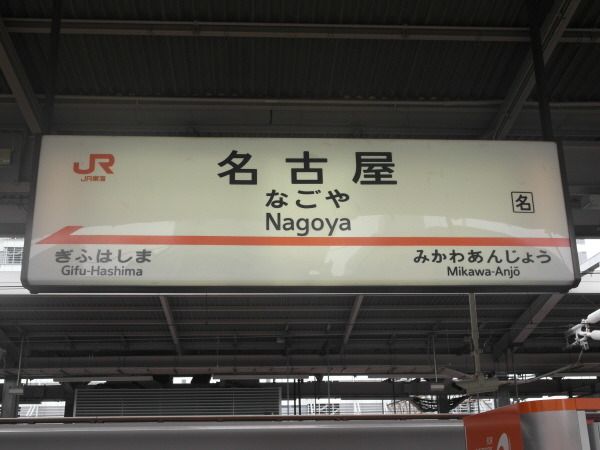 JR
JR東海
名古屋
なごや
Nagoya
名
ぎふはしま
Gifu-Hashima
みかわあんじょう
Mikawa-Anjō